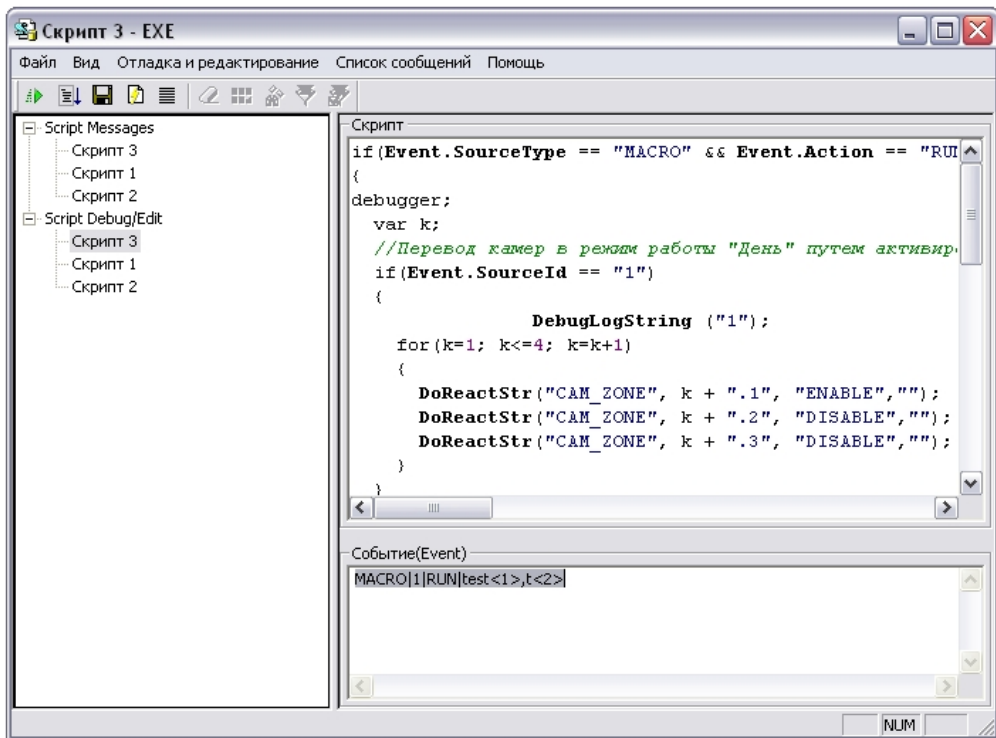 Скрипт 3 - EXE
Файл Вид Отладка и редактирование Список сообщений Помощь
Script Messages
Скрипт 3
Скрипт 1
Скрипт 2
Script Debug/Edit
Скрипт 3
Скрипт 1
Скрипт 2
Скрипт
if(Event.SourceType == "MACRO" && Event.Action == "RU
{
debugger;
var k;
//Перевод камер в режим работы "День" путем активир
if(Event.SourceId == "1")
{
DebugLogString ("1");
for(k=1; k<=4; k=k+1)
{
DoReactStr("CAM_ZONE", k + ".1", "ENABLE","");
DoReactStr("CAM_ZONE", k + ".2", "DISABLE","");
DoReactStr("CAM_ZONE", k + ".3", "DISABLE","");
}
}
Событие(Event)
MACRO|1|RUN|test<1>,t<2>
NUM